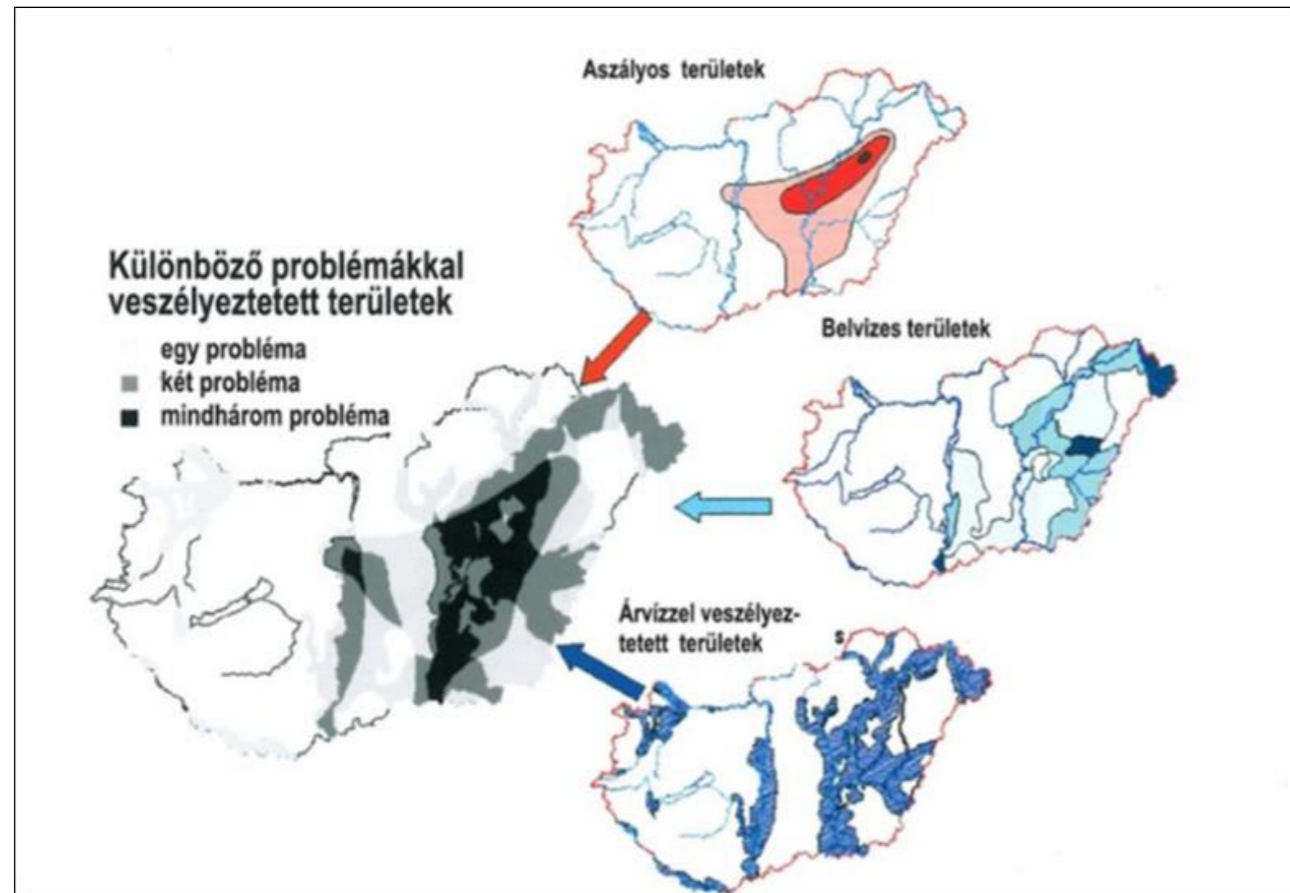 Aszályos területek
Különböző problémákkal
veszélyeztetett területek
egy probléma
két probléma
mindhárom probléma
Belvizes területek
Árvízzel veszélyez-
tetett területek
s